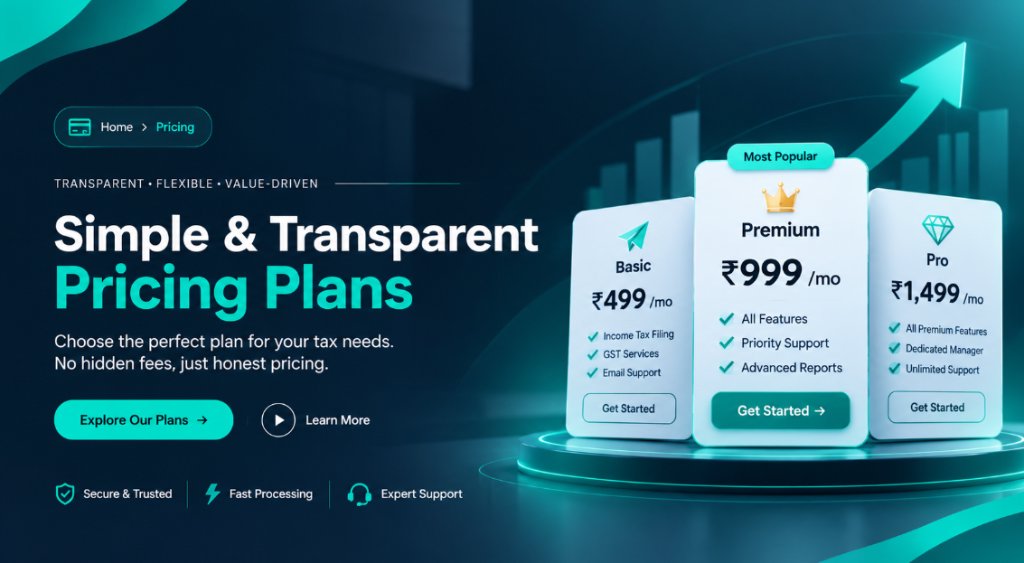 Home > Pricing
TRANSPARENT • FLEXIBLE • VALUE-DRIVEN
Simple & Transparent
Pricing Plans
Choose the perfect plan for your tax needs.
No hidden fees, just honest pricing.
Explore Our Plans →
Learn More
Secure & Trusted
Fast Processing
Expert Support
Basic
₹499 /mo
Income Tax Filing
GST Services
Email Support
Get Started
Most Popular
Premium
₹999 /mo
All Features
Priority Support
Advanced Reports
Get Started →
Pro
₹1,499 /mo
All Premium Features
Dedicated Manager
Unlimited Support
Get Started